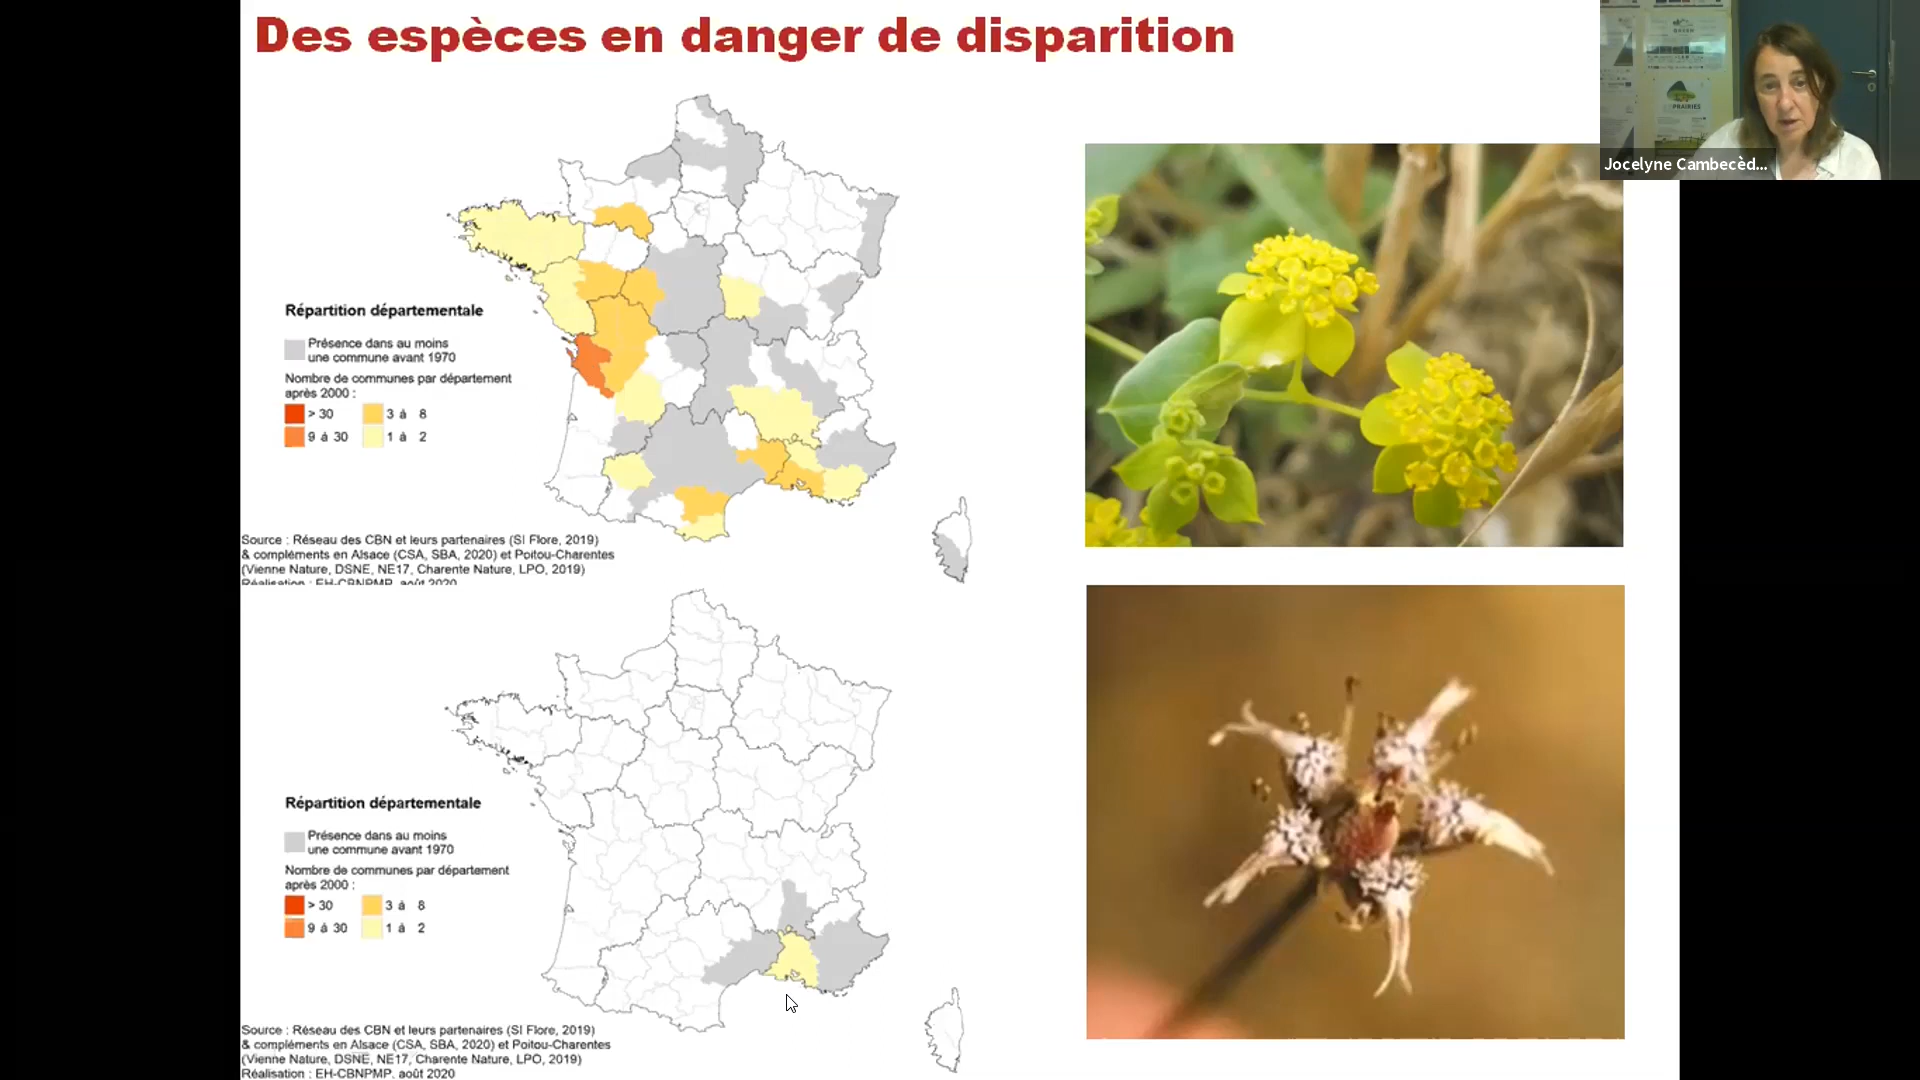 Des espèces en danger de disparition
Jocelyne Cambecèd...
PRAIRIES
Répartition départementale
Présence dans au moins
une commune avant 1970
Nombre de communes par département
après 2000 :
> 30
3 à 8
9 à 30
1 à 2
Source : Réseau des CBN et leurs partenaires (SI Flore, 2019)
& compléments en Alsace (CSA, SBA, 2020) et Poitou-Charentes
(Vienne Nature, DSNE, NE17, Charente Nature, LPO, 2019)
Réalisation : EH-CBNPMP, août 2020
Répartition départementale
Présence dans au moins
une commune avant 1970
Nombre de communes par département
après 2000 :
> 30
3 à 8
9 à 30
1 à 2
Source : Réseau des CBN et leurs partenaires (SI Flore, 2019)
& compléments en Alsace (CSA, SBA, 2020) et Poitou-Charentes
(Vienne Nature, DSNE, NE17, Charente Nature, LPO, 2019)
Réalisation : EH-CBNPMP, août 2020